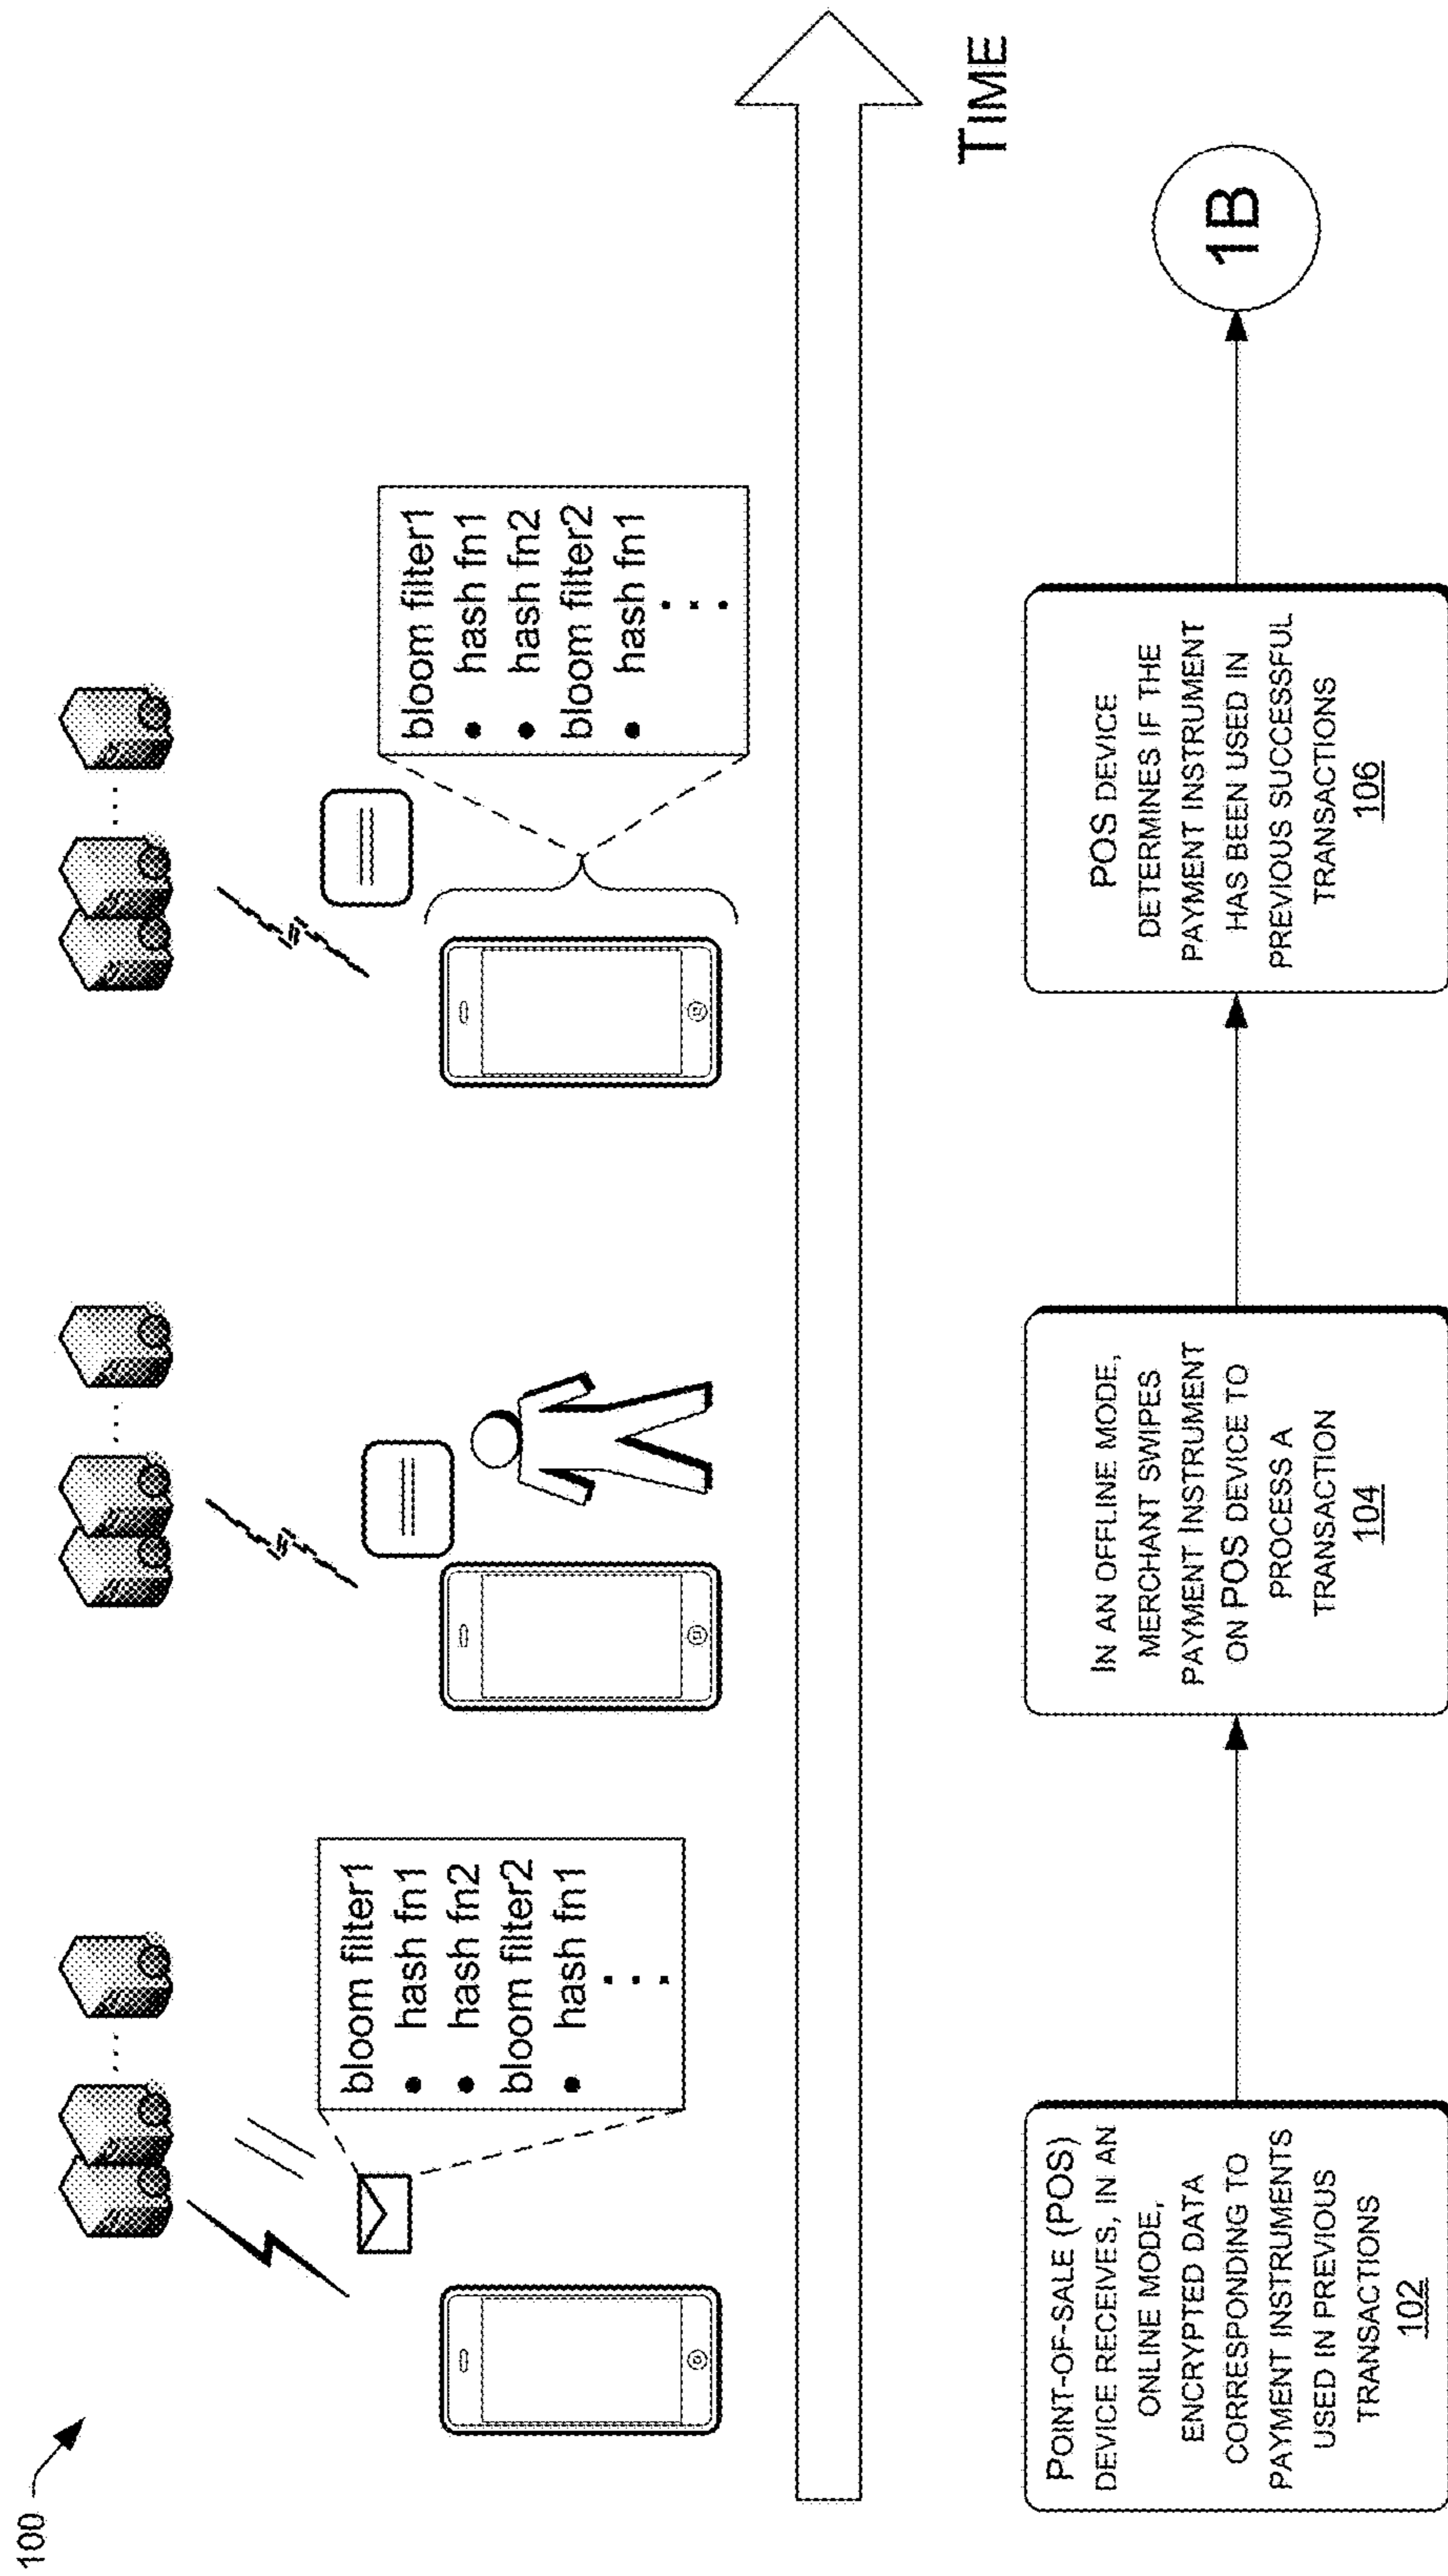 100
bloom filter1
• hash fn1
• hash fn2
bloom filter2
• hash fn1
bloom filter1
• hash fn1
• hash fn2
bloom filter2
• hash fn1
TIME
POINT-OF-SALE (POS)
DEVICE RECEIVES, IN AN
ONLINE MODE,
ENCRYPTED DATA
CORRESPONDING TO
PAYMENT INSTRUMENTS
USED IN PREVIOUS
TRANSACTIONS
102
IN AN OFFLINE MODE,
MERCHANT SWIPES
PAYMENT INSTRUMENT
ON POS DEVICE TO
PROCESS A
TRANSACTION
104
POS DEVICE
DETERMINES IF THE
PAYMENT INSTRUMENT
HAS BEEN USED IN
PREVIOUS SUCCESSFUL
TRANSACTIONS
106
1B